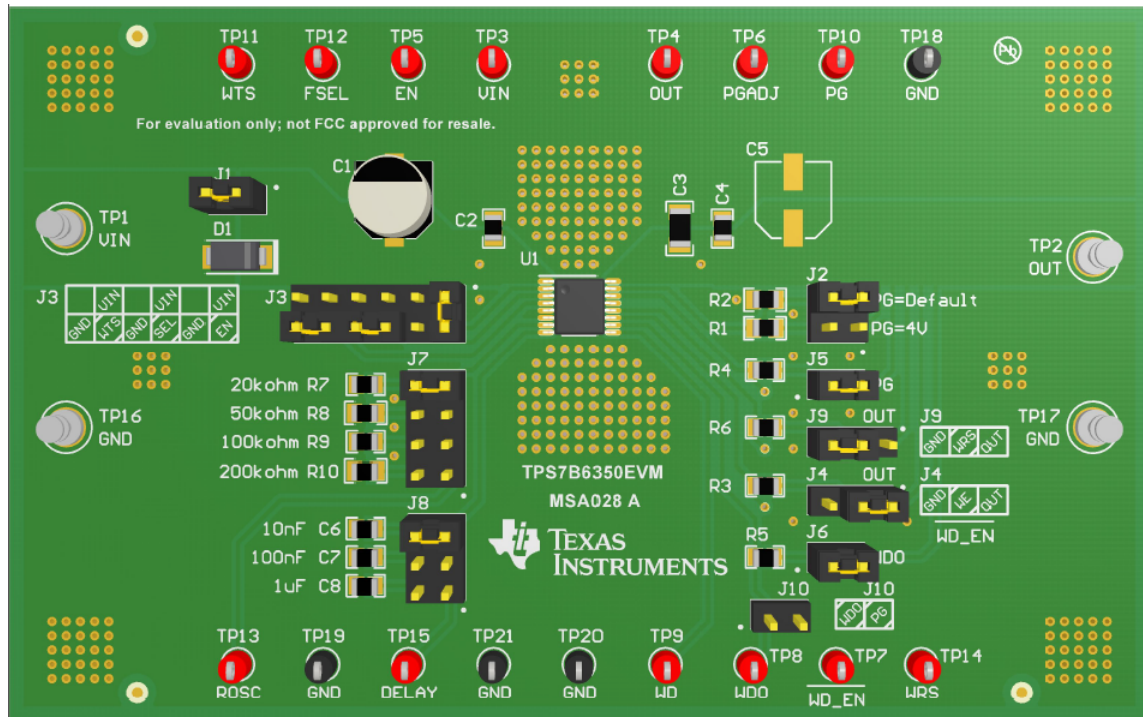 TP11 TP12 TP5 TP3 TP4 TP6 TP10 TP18
WTS FSEL EN VIN OUT PGADJ PG GND
Pb
For evaluation only; not FCC approved for resale.
J1 C1 C2 C3 C4 C5
TP1
VIN
D1
U1
TP2
OUT
J3
VIN VIN VIN
GND WTS GND SEL GND EN
J3
J2
R2 PG=Default
R1 PG=4V
J7
R4 J5
PG
20kohm R7
50kohm R8
100kohm R9
200kohm R10
TP16
GND
R6 J9 OUT J9
GND WRS OUT
TP17
GND
TPS7B6350EVM
MSA028 A
R3 J4 OUT J4
GND WE OUT
WD_EN
J8
10nF C6
100nF C7
1uF C8
TEXAS
INSTRUMENTS
R5 J6
WDO
J10 J10
WDO PG
TP13 TP19 TP15 TP21 TP20 TP9 TP8 TP7 TP14
ROSC GND DELAY GND GND WD WDO WD_EN WRS